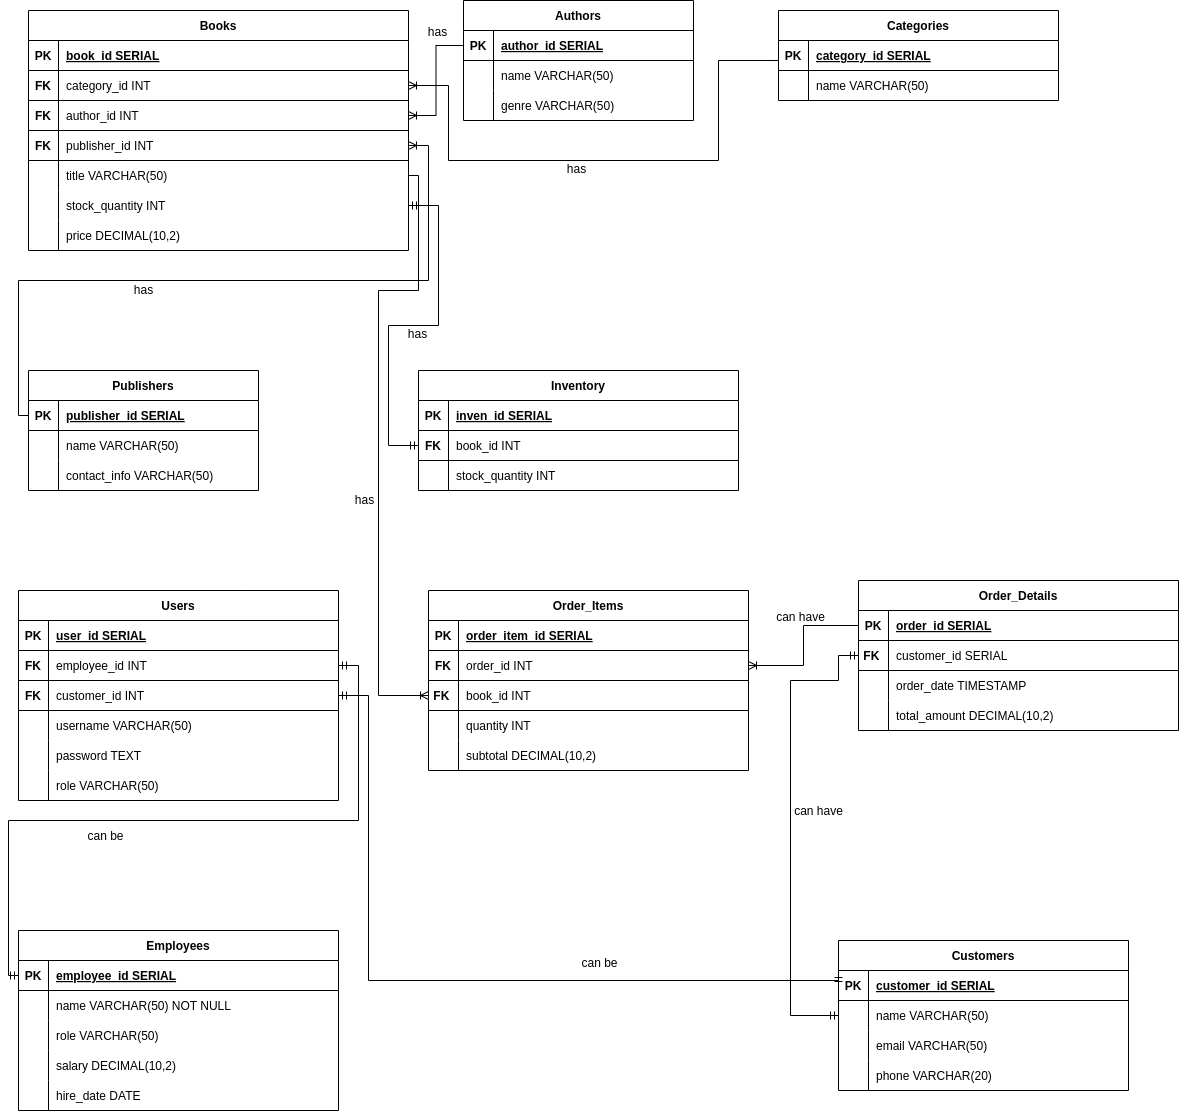 Books
PK book_id SERIAL
FK category_id INT
FK author_id INT
FK publisher_id INT
title VARCHAR(50)
stock_quantity INT
price DECIMAL(10,2)
has
Authors
PK author_id SERIAL
name VARCHAR(50)
genre VARCHAR(50)
Categories
PK category_id SERIAL
name VARCHAR(50)
has
has
has
Publishers
PK publisher_id SERIAL
name VARCHAR(50)
contact_info VARCHAR(50)
Inventory
PK inven_id SERIAL
FK book_id INT
stock_quantity INT
has
Users
PK user_id SERIAL
FK employee_id INT
FK customer_id INT
username VARCHAR(50)
password TEXT
role VARCHAR(50)
Order_Items
PK order_item_id SERIAL
FK order_id INT
FK book_id INT
quantity INT
subtotal DECIMAL(10,2)
can have
Order_Details
PK order_id SERIAL
FK customer_id SERIAL
order_date TIMESTAMP
total_amount DECIMAL(10,2)
can have
can be
Employees
PK employee_id SERIAL
name VARCHAR(50) NOT NULL
role VARCHAR(50)
salary DECIMAL(10,2)
hire_date DATE
can be
Customers
PK customer_id SERIAL
name VARCHAR(50)
email VARCHAR(50)
phone VARCHAR(20)